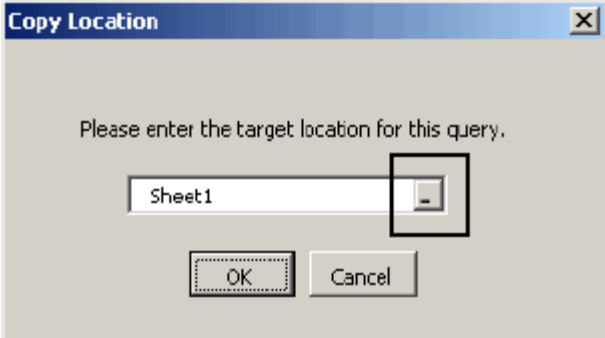 Copy Location
Please enter the target location for this query.
Sheet1
OK Cancel